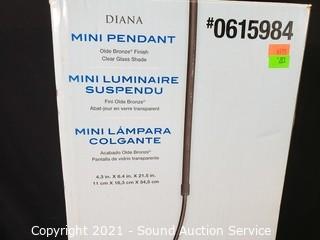 DIANA
#0615984
MINI PENDANT
Olde Bronze® Finish
Clear Glass Shade
MINI LUMINAIRE
SUSPENDU
Fini Olde Bronze®
Abat-jour en verre transparent
MINI LÁMPARA
COLGANTE
Acabado Olde Bronze®
Pantalla de vidrio transparente
4.3 in. X 6.4 in. X 21.5 in.
11 cm X 16,3 cm X 54,5 cm
Copyright 2021 - Sound Auction Service